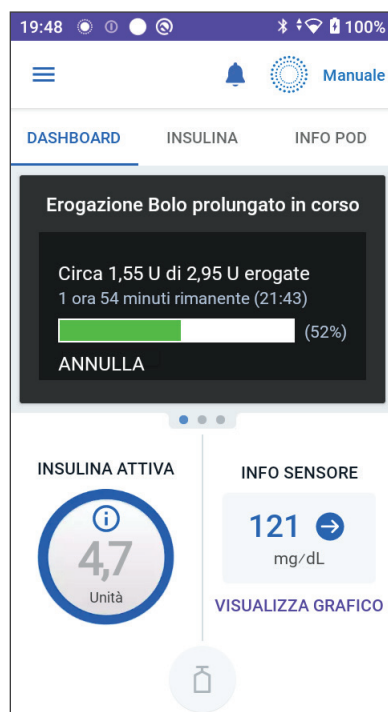 19:48 100%
Manuale
DASHBOARD INSULINA INFO POD
Erogazione Bolo prolungato in corso
Circa 1,55 U di 2,95 U erogate
1 ora 54 minuti rimanente (21:43)
(52%)
ANNULLA
INSULINA ATTIVA
4,7
Unità
INFO SENSORE
121
mg/dL
VISUALIZZA GRAFICO